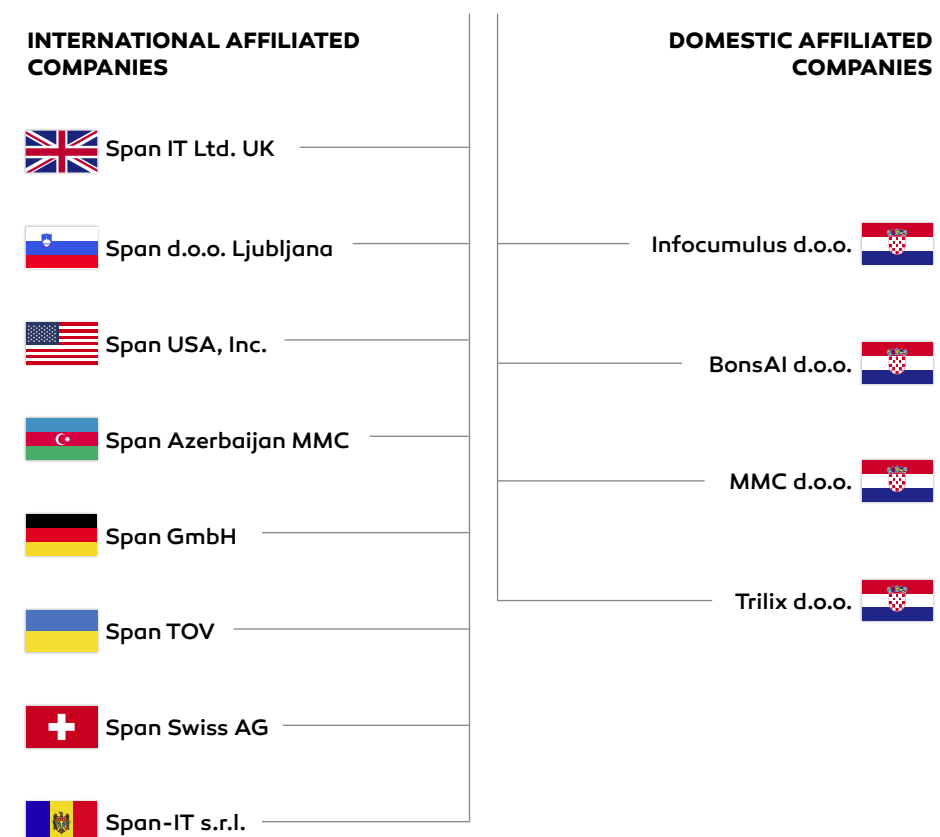 INTERNATIONAL AFFILIATED
COMPANIES
Span IT Ltd. UK
Span d.o.o. Ljubljana
Span USA, Inc.
Span Azerbaijan MMC
Span GmbH
Span TOV
Span Swiss AG
Span-IT s.r.l.
DOMESTIC AFFILIATED
COMPANIES
Infocumulus d.o.o.
BonsAI d.o.o.
MMC d.o.o.
Trilix d.o.o.